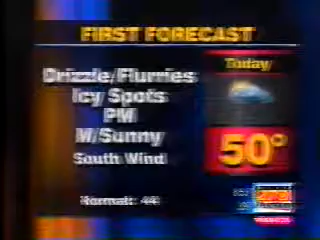 FIRST FORECAST
Today
Drizzle/Flurries
Icy Spots
PM
M/Sunny
South Wind
50°
Normal: 44